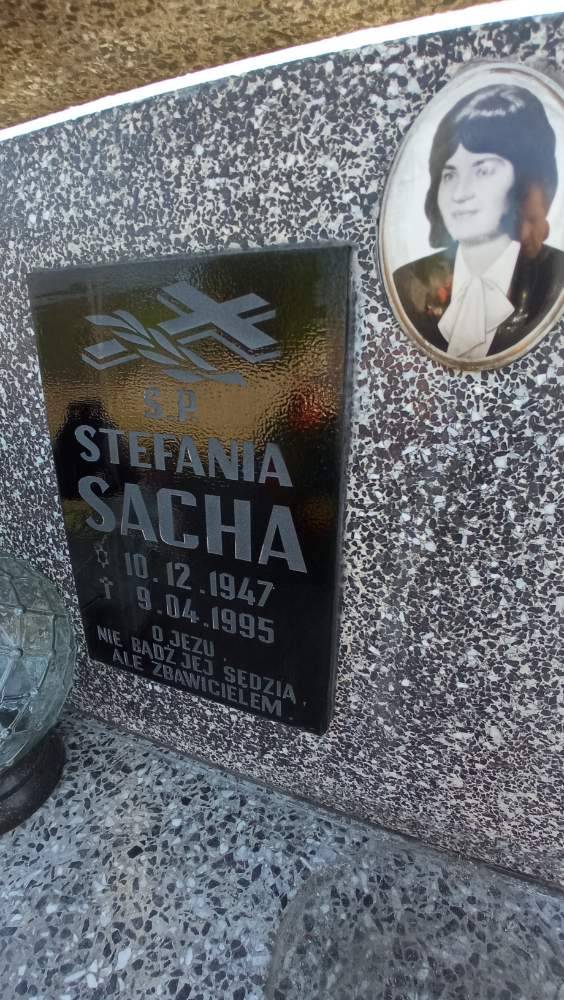 S.P.
STEFANIA
SACHA
10.12.1947
9.04.1995
O JEZU
NIE BĄDŹ JEJ SĘDZIĄ
ALE ZBAWICIELEM